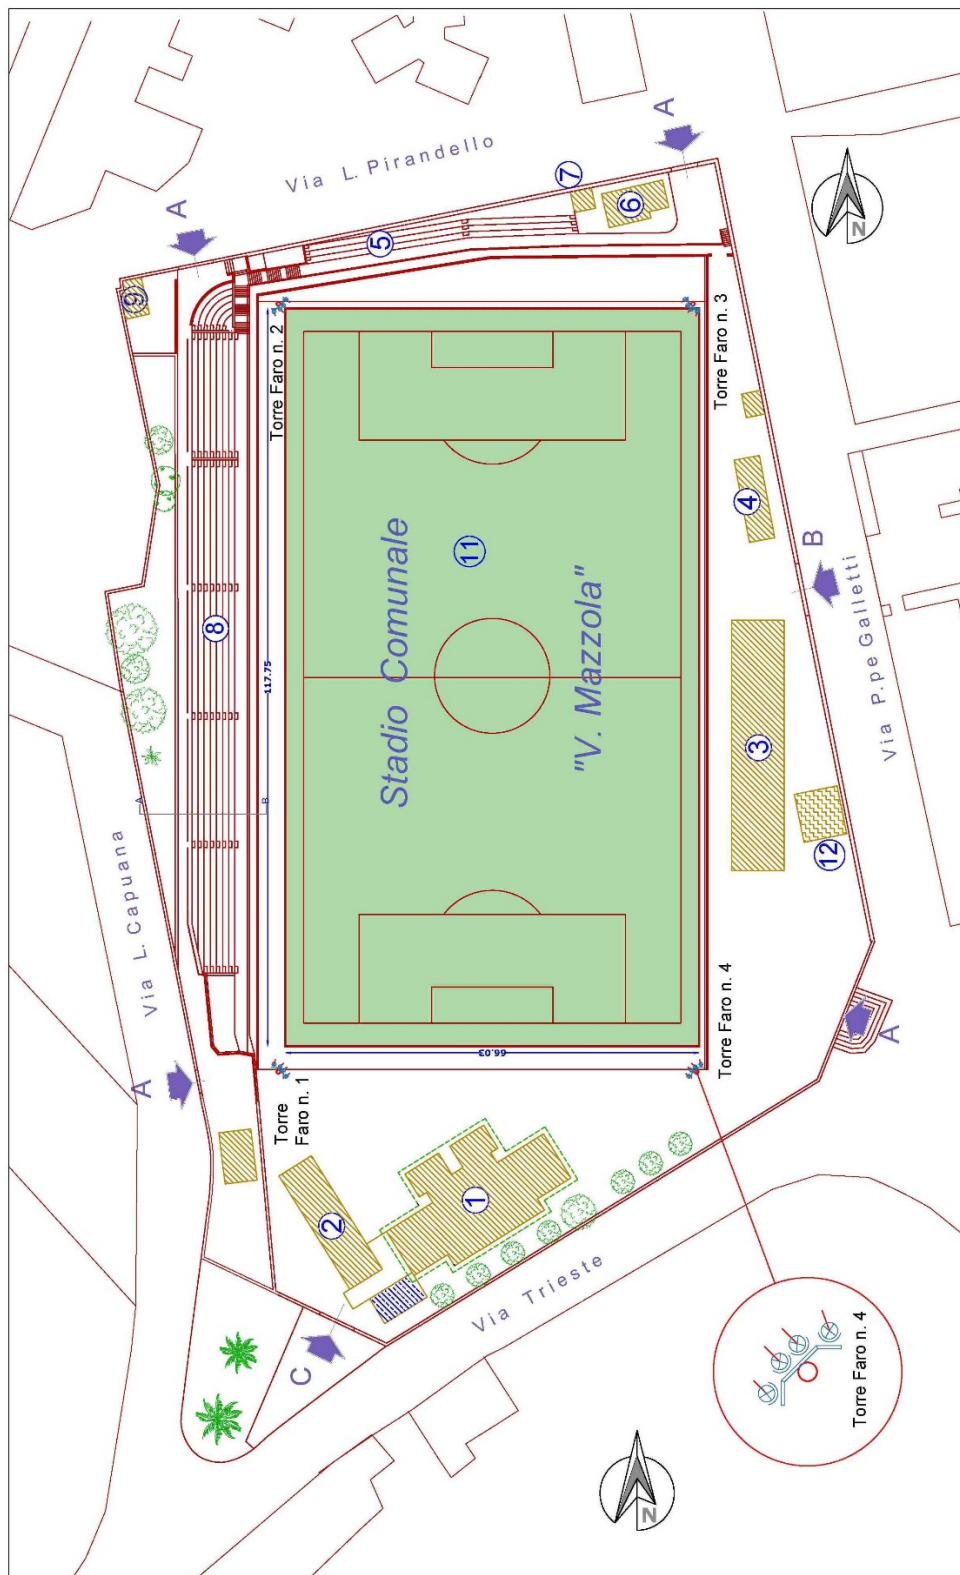 Via L. Pirandello
A
A
7
6
5
9
N
Torre Faro n. 2
Torre Faro n. 3
8
117.75
Stadio Comunale
"V. Mazzola"
11
4
B
Via P.pe Galletti
3
12
A
B
Via L. Capuana
A
Torre
Faro n. 1
66.03
Torre Faro n. 4
A
2
1
C
Via Trieste
Torre Faro n. 4
N